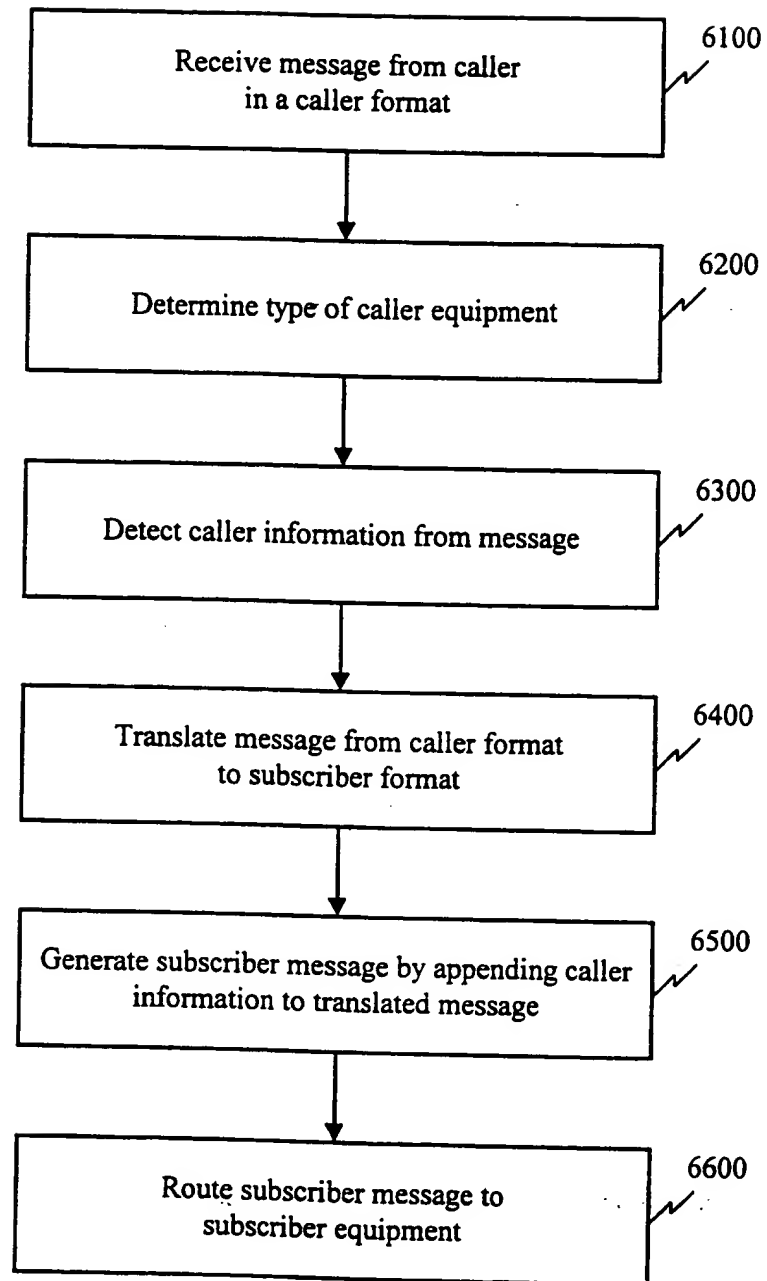 Receive message from caller
in a caller format
6100
Determine type of caller equipment
6200
Detect caller information from message
6300
Translate message from caller format
to subscriber format
6400
Generate subscriber message by appending caller
information to translated message
6500
Route subscriber message to
subscriber equipment
6600